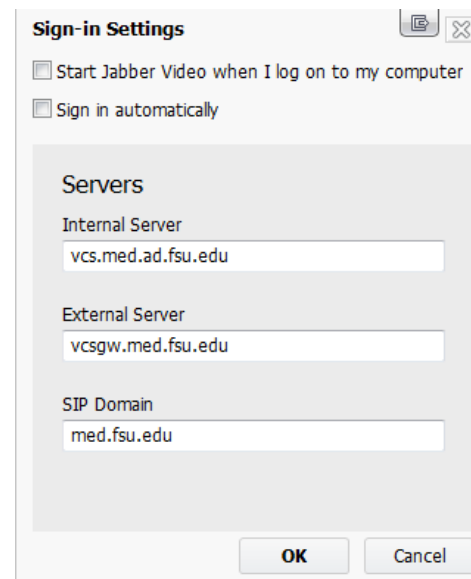 Sign-in Settings
Start Jabber Video when I log on to my computer
Sign in automatically
Servers
Internal Server
vcs.med.ad.fsu.edu
External Server
vcsgw.med.fsu.edu
SIP Domain
med.fsu.edu
OK Cancel